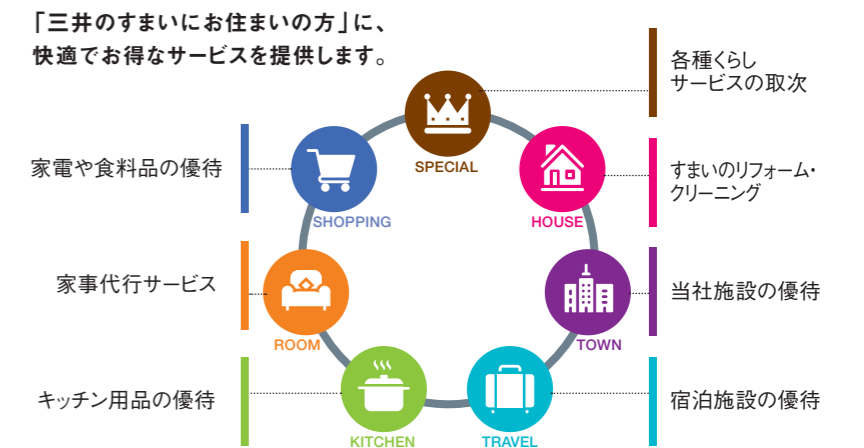 「三井のすまいにお住まいの方」に、
快適でお得なサービスを提供します。
各種くらし
サービスの取次
SPECIAL
家電や食料品の優待
SHOPPING
HOUSE
すまいのリフォーム・
クリーニング
家事代行サービス
ROOM
TOWN
当社施設の優待
キッチン用品の優待
KITCHEN
TRAVEL
宿泊施設の優待